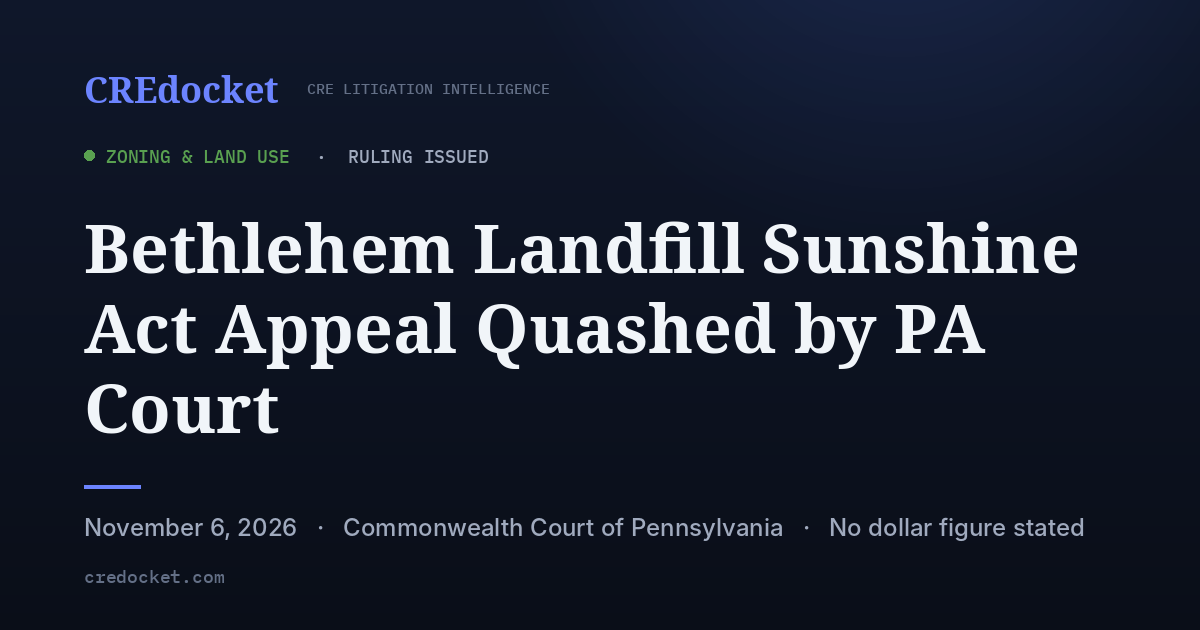 CREdocket CRE LITIGATION INTELLIGENCE
ZONING & LAND USE · RULING ISSUED
Bethlehem Landfill Sunshine
Act Appeal Quashed by PA
Court
November 6, 2026 · Commonwealth Court of Pennsylvania · No dollar figure stated
credocket.com